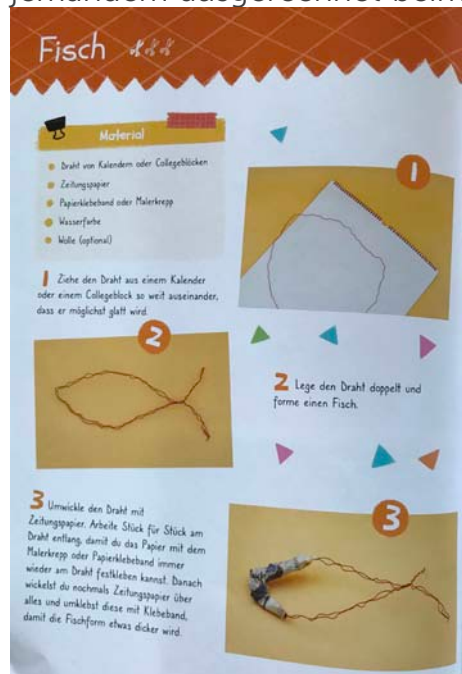 jemandem ausgerechnet beim
Fisch
Material
Draht von Kalendern oder Collegeblöcken
Zeitungspapier
Papierklebeband oder Malerkrepp
Wasserfarbe
Wolle (optional)
1
1 Ziehe den Draht aus einem Kalender
oder einem Collegeblock so weit auseinander,
dass er möglichst glatt wird.
2
2 Lege den Draht doppelt und
forme einen Fisch.
3 Umwickle den Draht mit
Zeitungspapier. Arbeite Stück für Stück am
Draht entlang, damit du das Papier mit dem
Malerkrepp oder Papierklebeband immer
wieder am Draht festkleben kannst. Danach
wickelst du nochmals Zeitungspapier über
alles und umklebst diese mit Klebeband,
damit die Fischform etwas dicker wird.
3